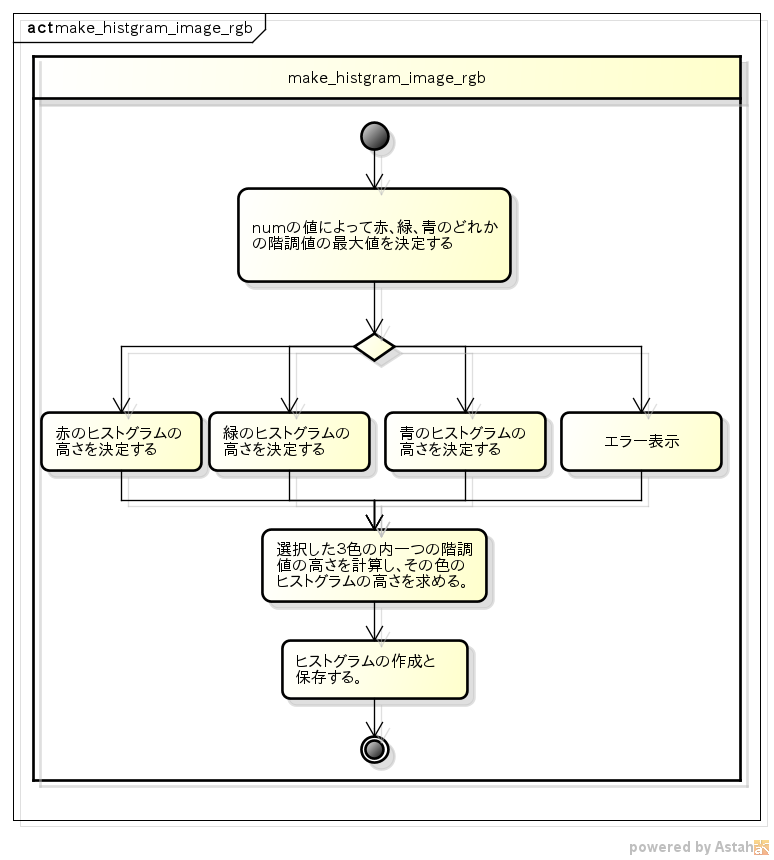 act make_histgram_image_rgb
make_histgram_image_rgb
numの値によって赤、緑、青のどれか
の階調値の最大値を決定する
赤のヒストグラムの
高さを決定する
緑のヒストグラムの
高さを決定する
青のヒストグラムの
高さを決定する
エラー表示
選択した3色の内一つの階調
値の高さを計算し、その色の
ヒストグラムの高さを求める。
ヒストグラムの作成と
保存する。
powered by Astah